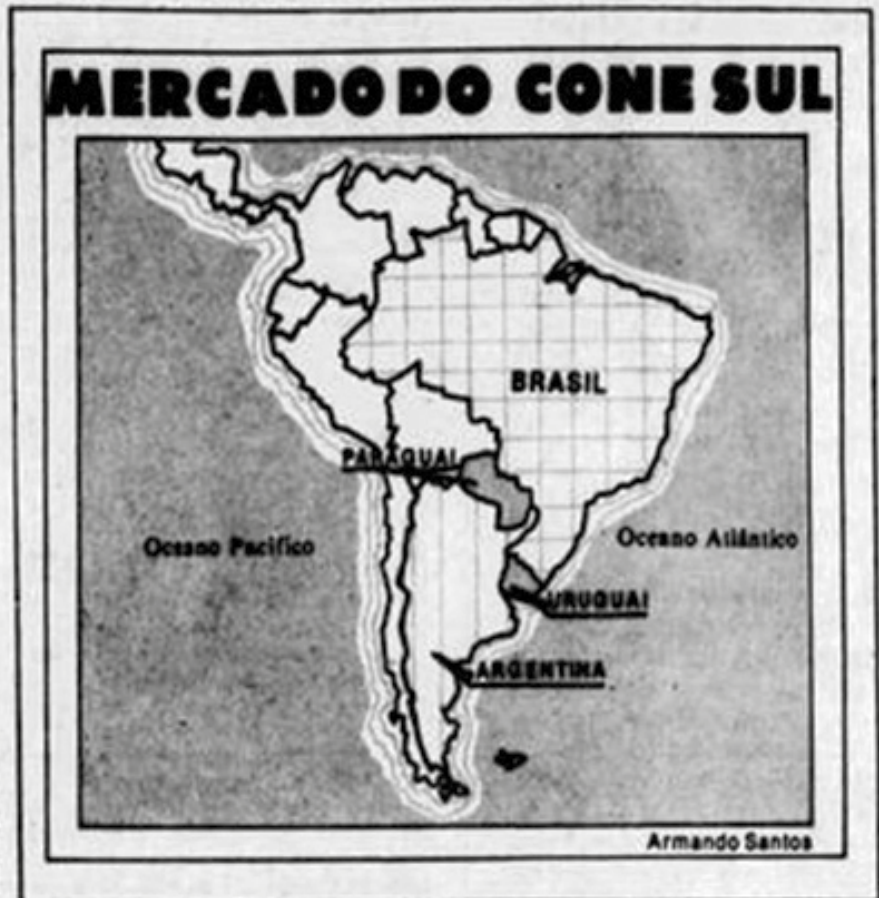 MERCADO DO CONE SUL
BRASIL
PARAGUAI
Oceano Pacífico
Oceano Atlântico
URUGUAI
ARGENTINA
Armando Santos